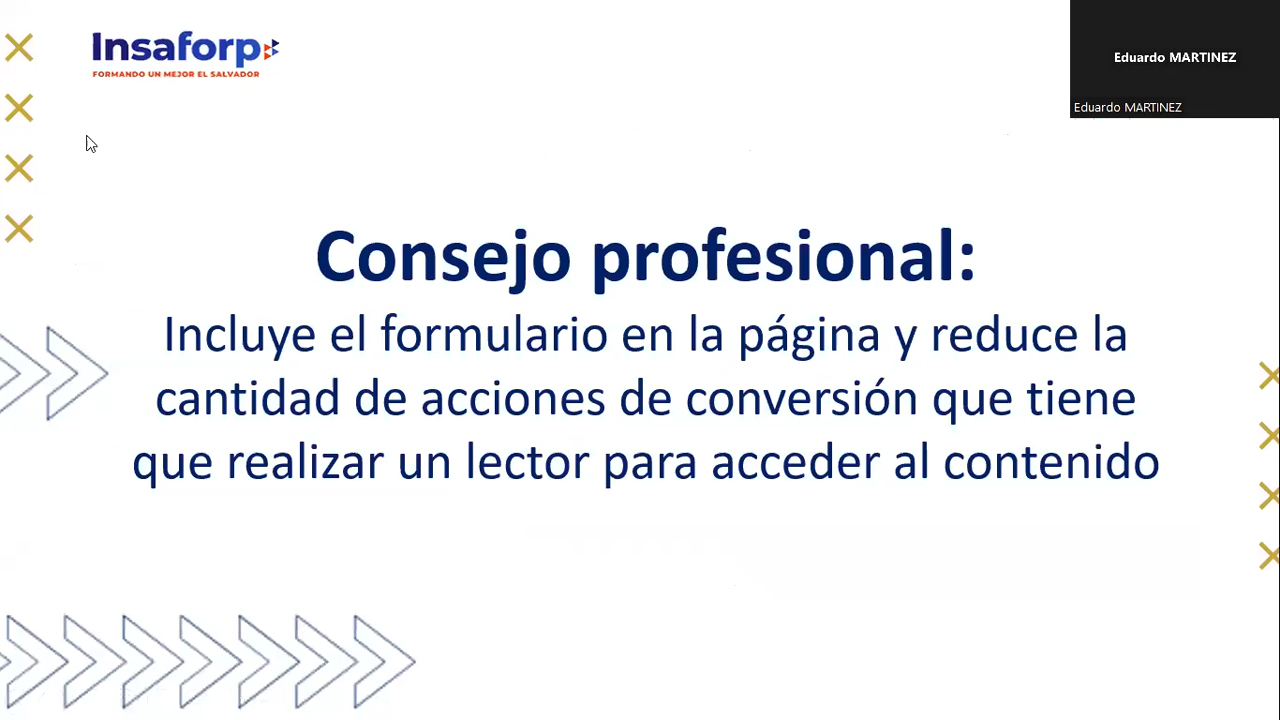 Insaforp
FORMANDO UN MEJOR EL SALVADOR
Eduardo MARTINEZ
Eduardo MARTINEZ
Consejo profesional:
Incluye el formulario en la página y reduce la
cantidad de acciones de conversión que tiene
que realizar un lector para acceder al contenido